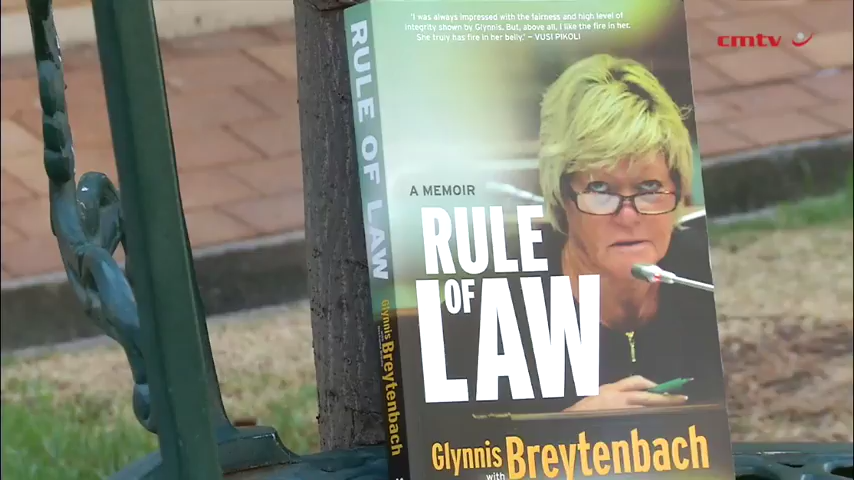 'I was always impressed with the fairness and high level of
integrity shown by Glynnis. But, above all, I like the fire in her.
She truly has fire in her belly.' – VUSI PIKOLI
cmtv
RULE OF LAW
A MEMOIR
RULE
OF
LAW
Glynnis Breytenbach
Glynnis Breytenbach
with